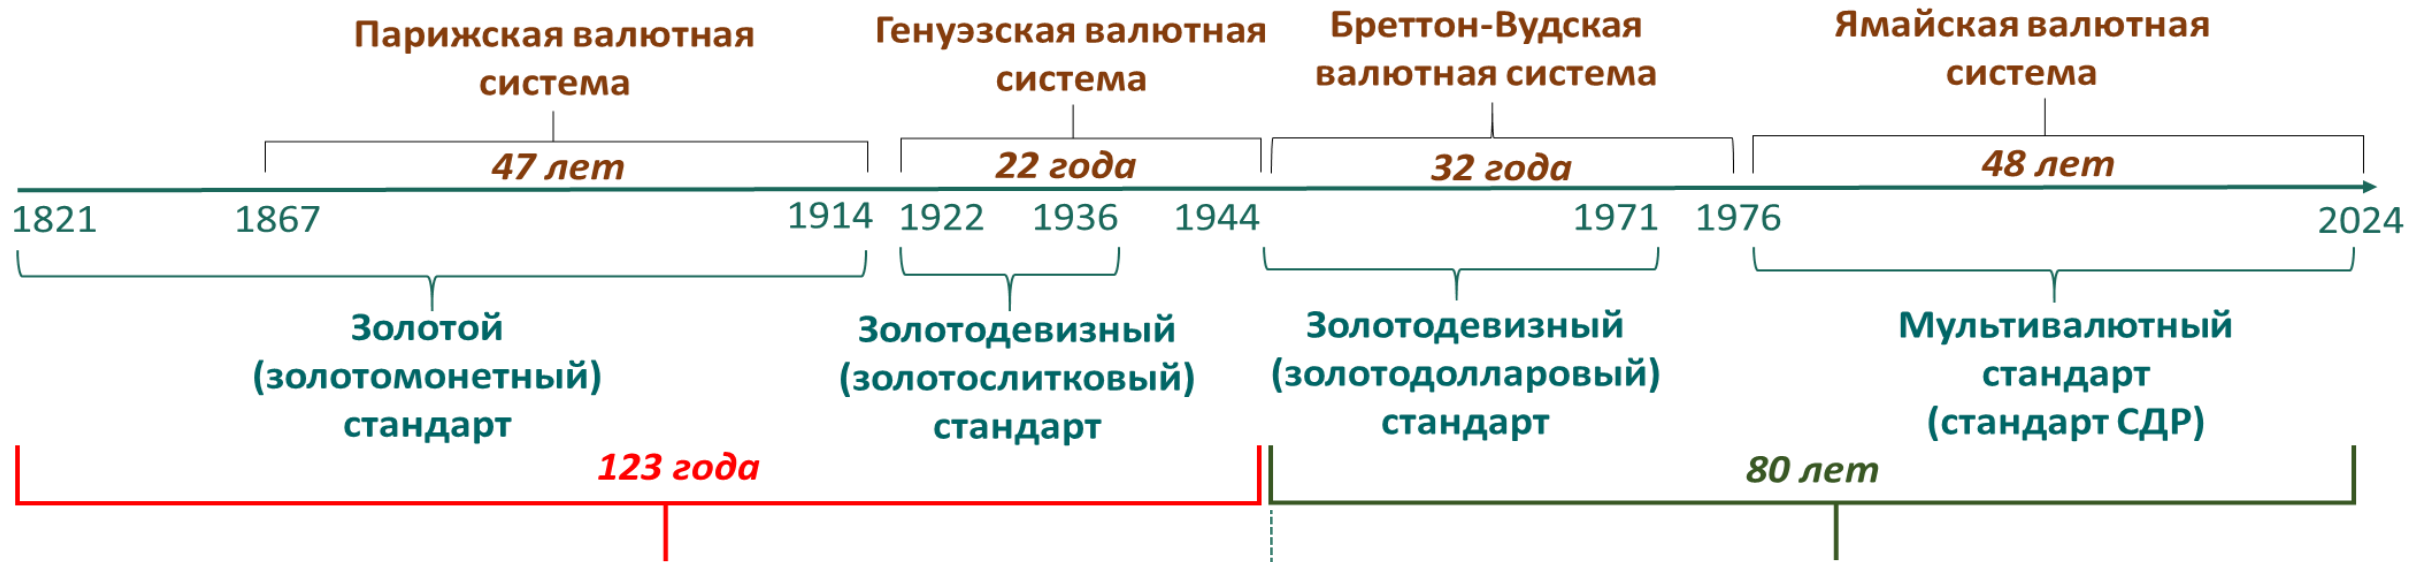 Парижская валютная
система
Генуэзская валютная
система
Бреттон-Вудская
валютная система
Ямайская валютная
система
47 лет
22 года
32 года
48 лет
1821
1867
1914
1922
1936
1944
1971
1976
2024
Золотой
(золотомонетный)
стандарт
Золотодевизный
(золотослитковый)
стандарт
Золотодевизный
(золотодолларовый)
стандарт
Мультивалютный
стандарт
(стандарт СДР)
123 года
80 лет